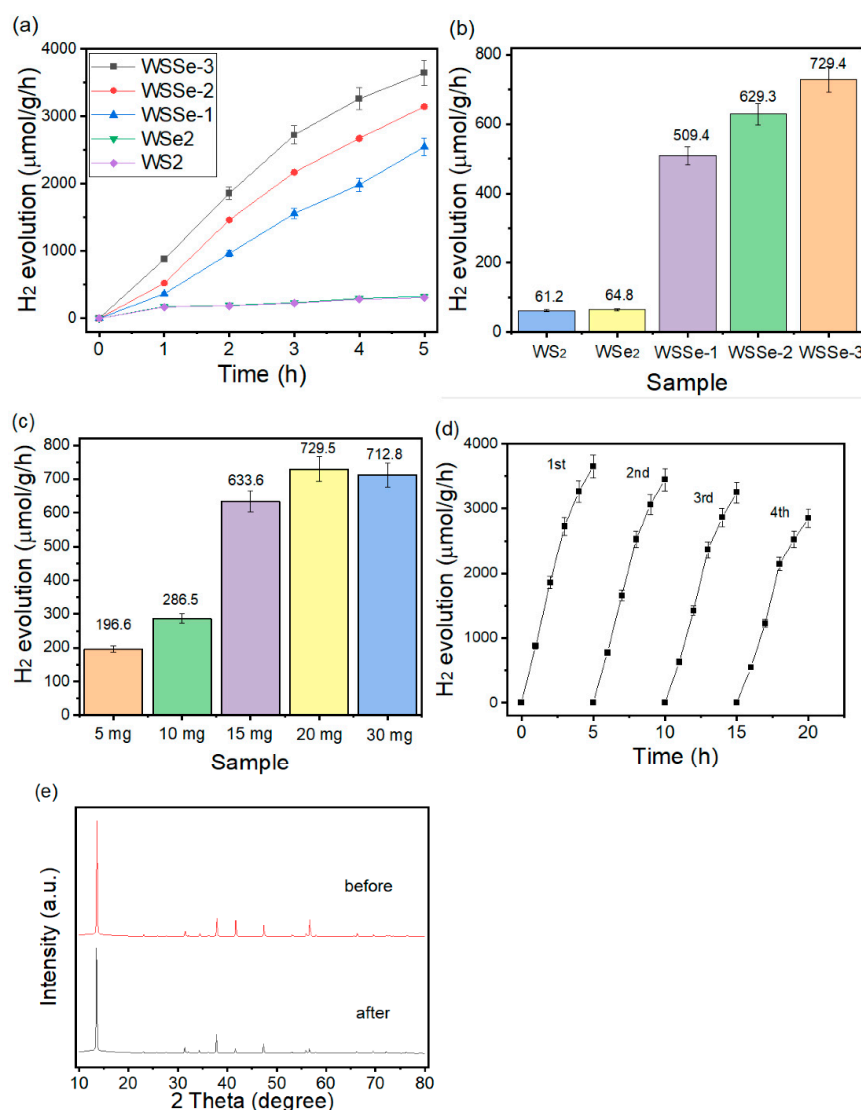 (a)
4000
3000
2000
1000
0
H2 evolution (μmol/g/h)
WSSe-3
WSSe-2
WSSe-1
WSe2
WS2
0 1 2 3 4 5
Time (h)
(b)
800
600
400
200
0
H2 evolution (μmol/g/h)
61.2
64.8
509.4
629.3
729.4
WS2 WSe2 WSSe-1 WSSe-2 WSSe-3
Sample
(c)
800
700
600
500
400
300
200
100
0
H2 evolution (μmol/g/h)
196.6
286.5
633.6
729.5
712.8
5 mg 10 mg 15 mg 20 mg 30 mg
Sample
(d)
4000
3000
2000
1000
0
H2 evolution (μmol/g/h)
1st
2nd
3rd
4th
0 5 10 15 20
Time (h)
(e)
Intensity (a.u.)
before
after
10 20 30 40 50 60 70 80
2 Theta (degree)